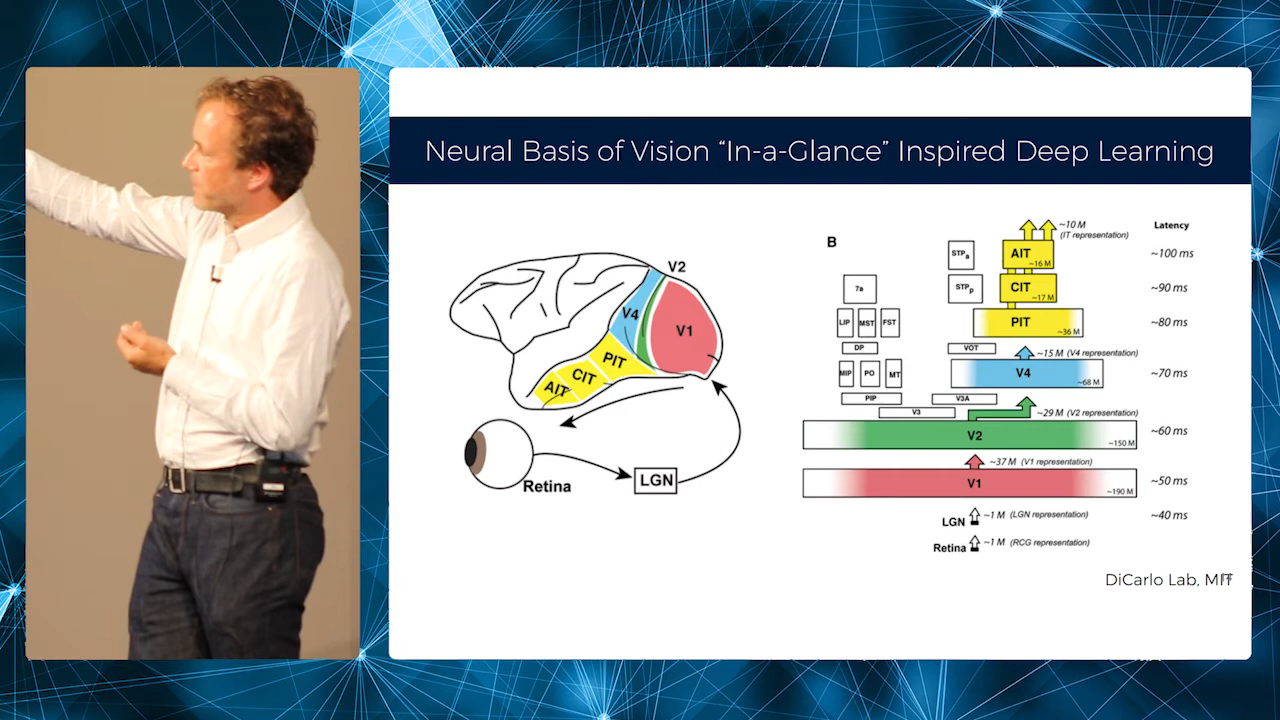 Neural Basis of Vision “In-a-Glance” Inspired Deep Learning
V2
V4
V1
PIT
CIT
AIT
Retina
LGN
B
~10 M
(IT representation)
Latency
STPa
AIT
~16 M
~100 ms
7a
STPp
CIT
~17 M
~90 ms
LIP
MST
FST
PIT
~36 M
~80 ms
DP
VOT
~15 M (V4 representation)
MIP
PO
MT
V4
~68 M
~70 ms
PIP
V3A
V3
~29 M (V2 representation)
V2
~150 M
~60 ms
~37 M (V1 representation)
V1
~190 M
~50 ms
LGN
~1 M (LGN representation)
~40 ms
Retina
~1 M (RCG representation)
DiCarlo Lab, MIT